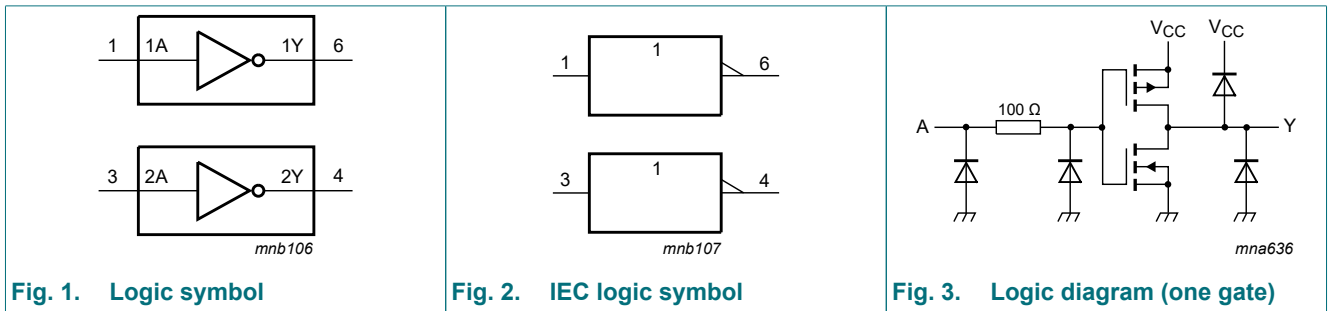 1 1A 1Y 6
3 2A 2Y 4
mnb106
Fig. 1. Logic symbol
1
1 6
1
3 4
mnb107
Fig. 2. IEC logic symbol
VCC VCC
100 Ω
A Y
mna636
Fig. 3. Logic diagram (one gate)